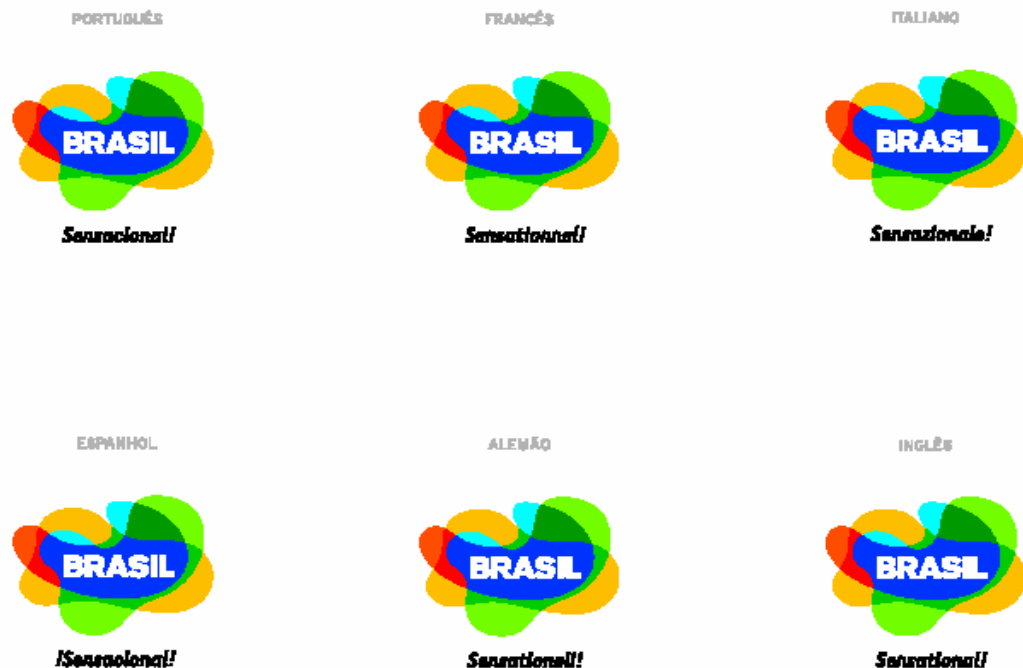 PORTUGUÊS
FRANCÊS
ITALIANO
BRASIL
BRASIL
BRASIL
Sensacional!
Sensationnel!
Sensazionale!
ESPANHOL
ALEMÃO
INGLÊS
BRASIL
BRASIL
BRASIL
¡Sensacional!
Sensationell!
Sensational!